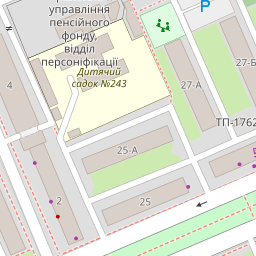 управління
пенсійного
фонду,
відділ
персоніфікації
Дитячий
садок №243
P
4
27-А
27-Б
ТП-1762
25-А
2
25